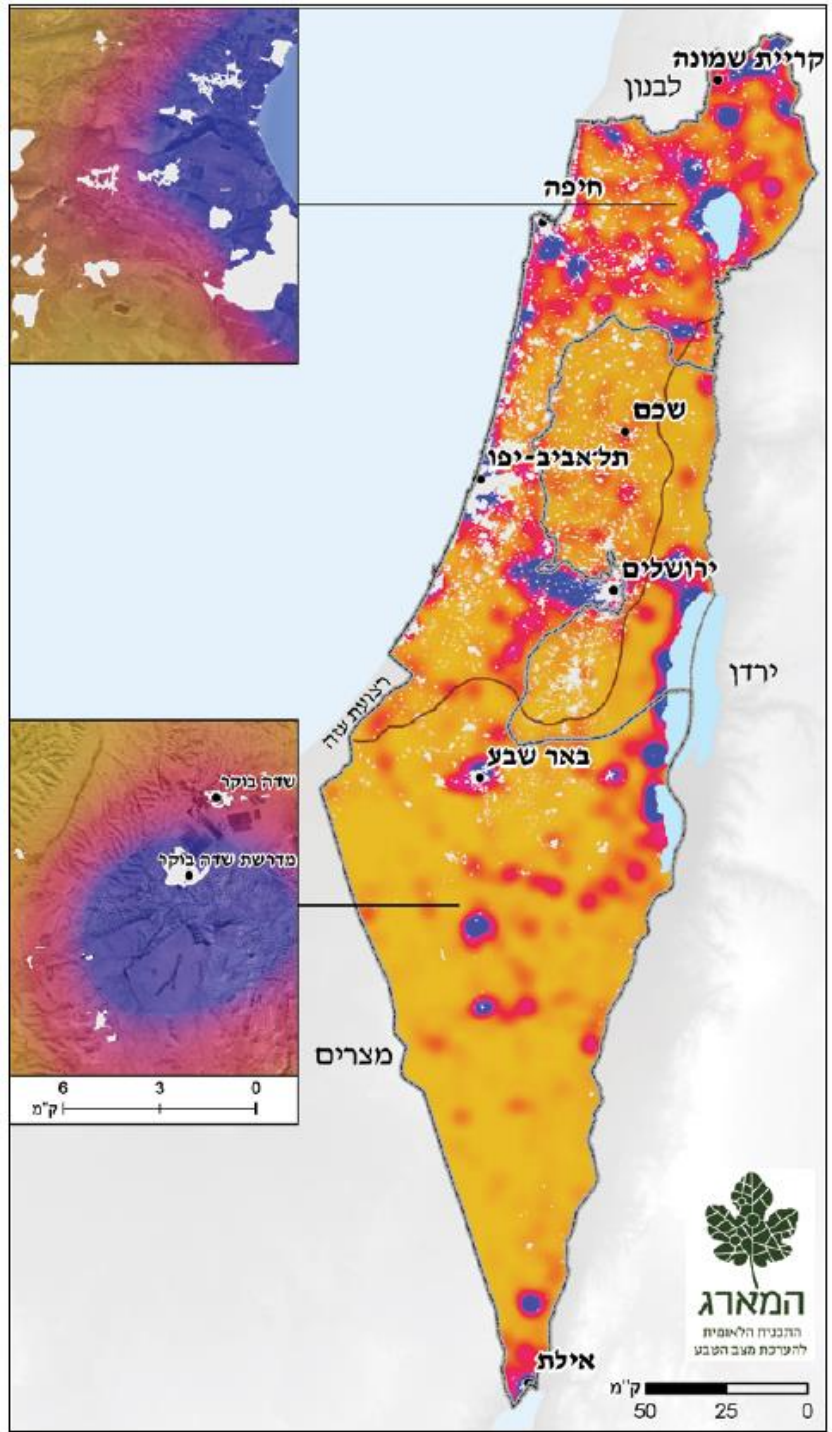 קריית שמונה
לבנון
חיפה
שכם
תל־אביב-יפו
ירושלים
ירדן
רצועת עזה
באר שבע
שדה בוקר
מדרשת שדה בוקר
מצרים
6 3 0
ק"מ
המארג
התכנית הלאומית
להערכת מצב הטבע
אילת
ק"מ
50 25 0